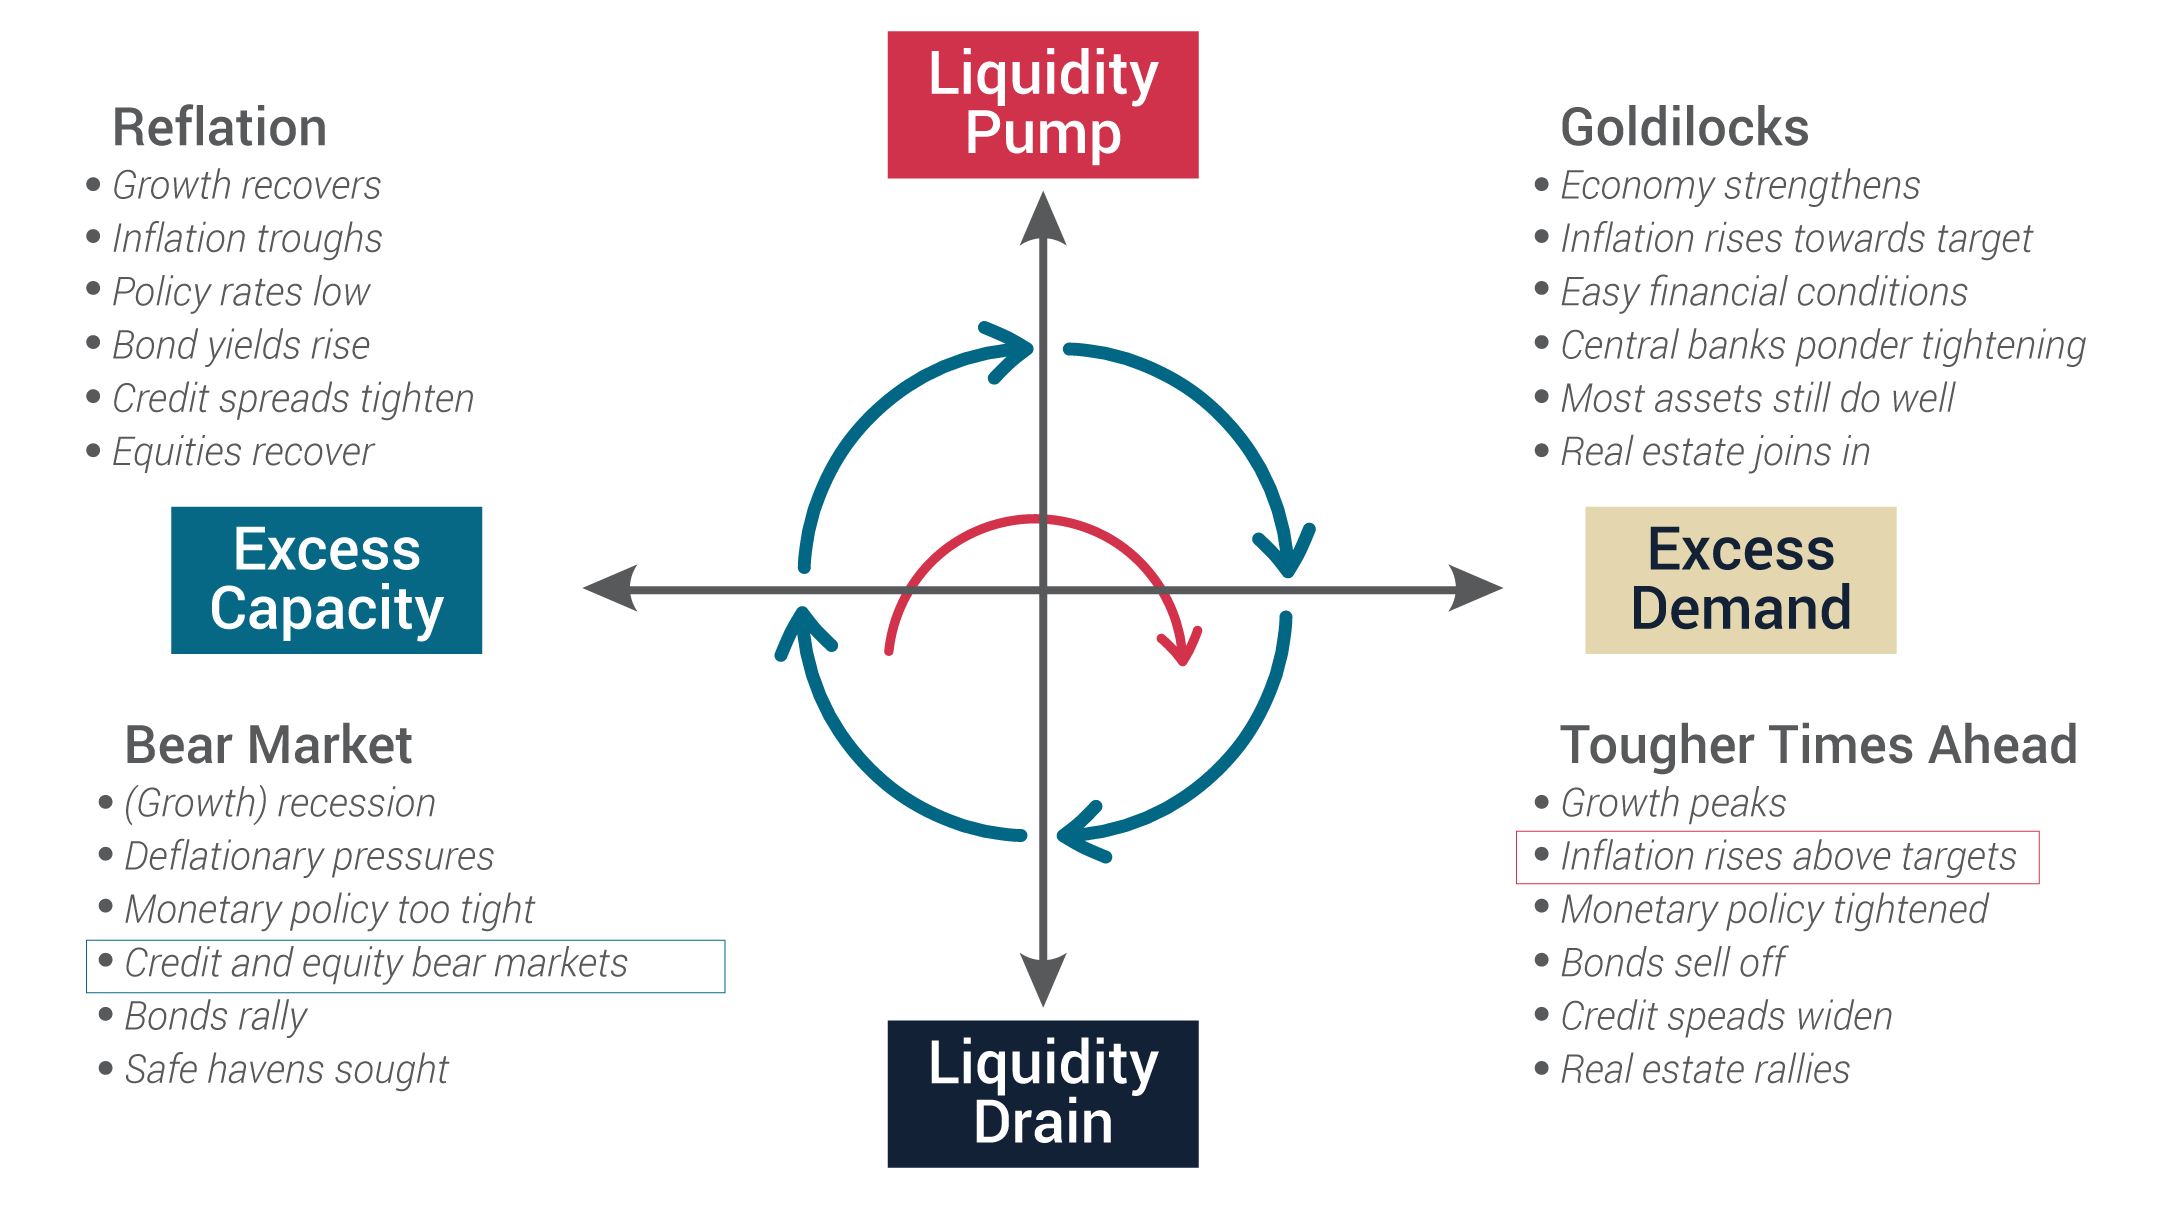 Liquidity
Pump
Reflation
• Growth recovers
• Inflation troughs
• Policy rates low
• Bond yields rise
• Credit spreads tighten
• Equities recover
Goldilocks
• Economy strengthens
• Inflation rises towards target
• Easy financial conditions
• Central banks ponder tightening
• Most assets still do well
• Real estate joins in
Excess
Capacity
Excess
Demand
Bear Market
• (Growth) recession
• Deflationary pressures
• Monetary policy too tight
• Credit and equity bear markets
• Bonds rally
• Safe havens sought
Tougher Times Ahead
• Growth peaks
• Inflation rises above targets
• Monetary policy tightened
• Bonds sell off
• Credit speads widen
• Real estate rallies
Liquidity
Drain